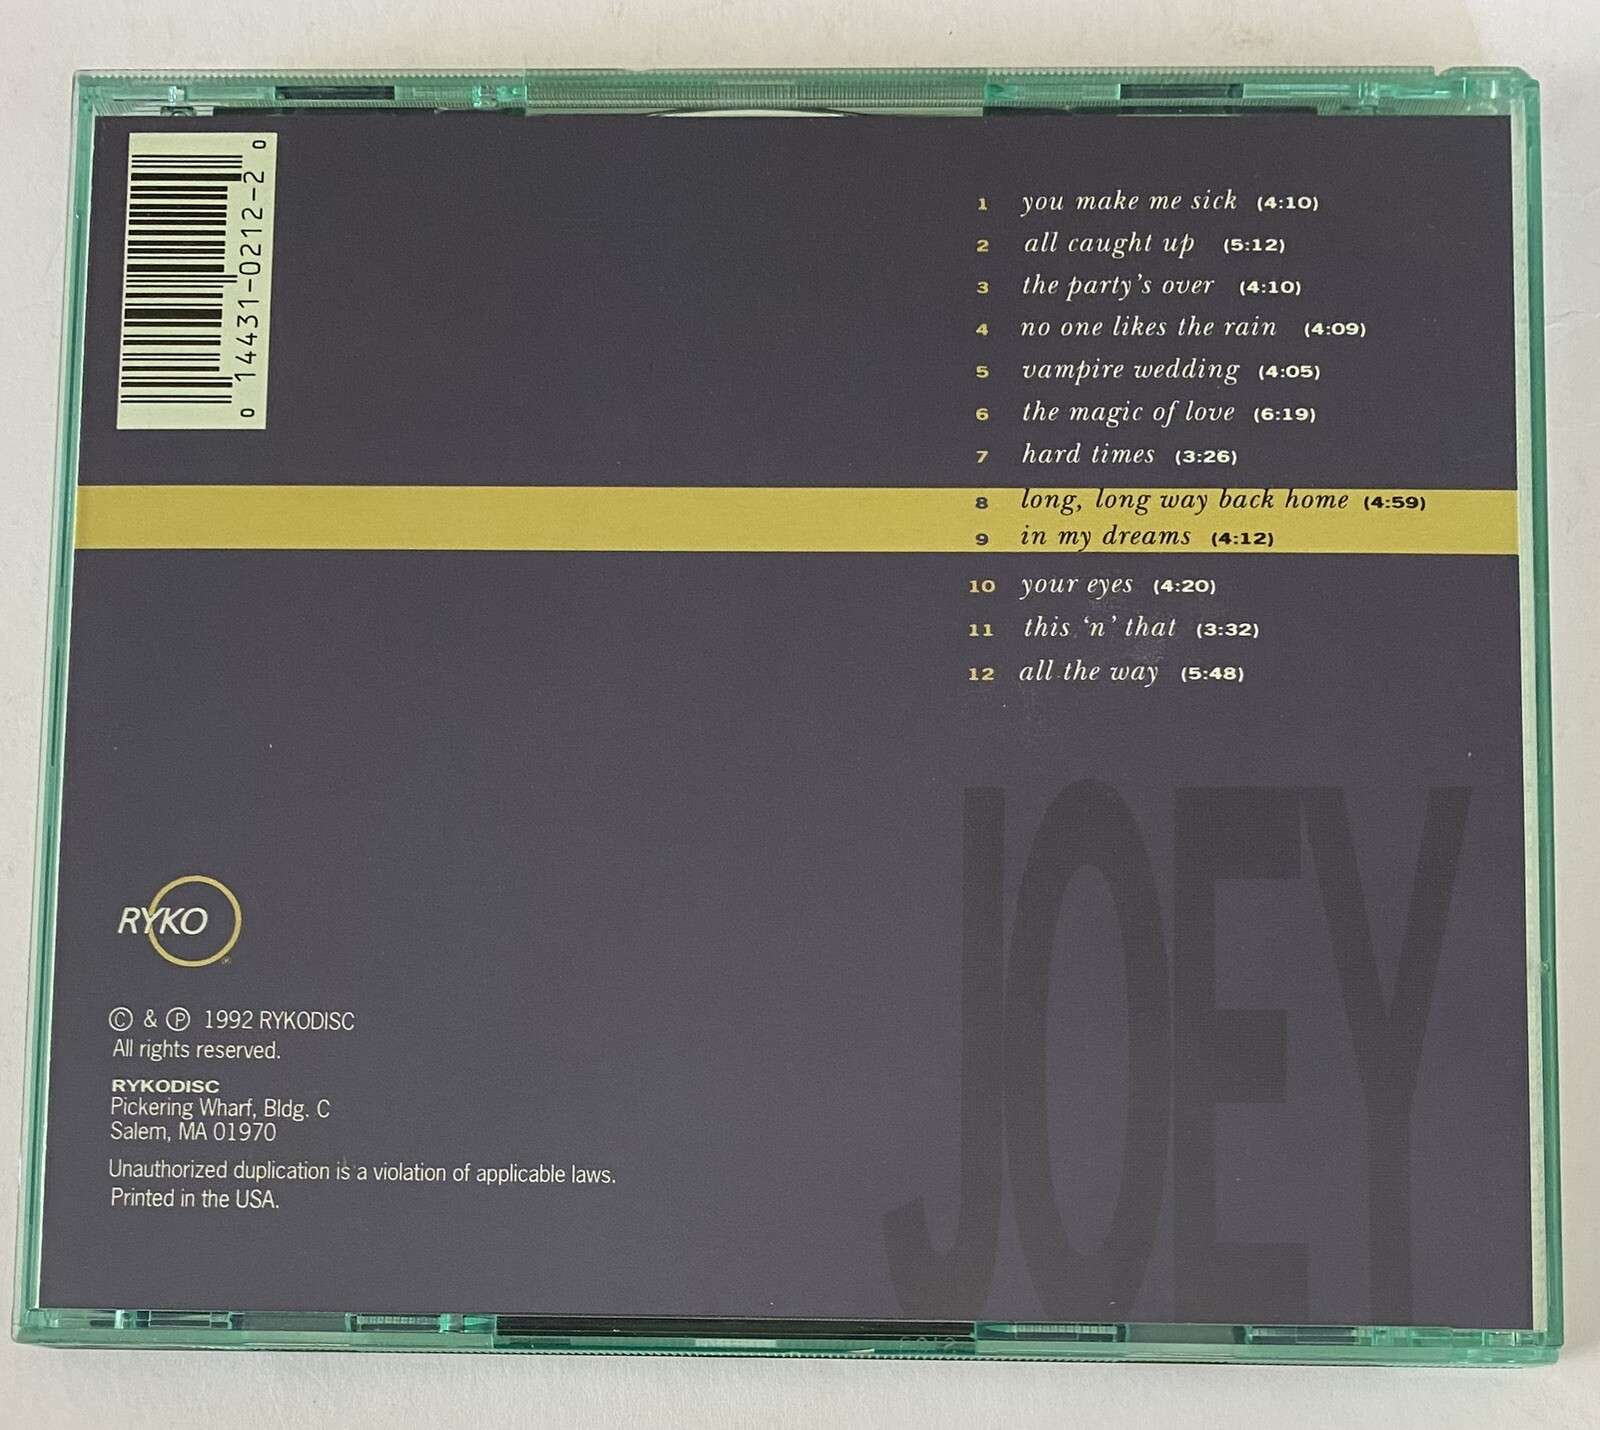 0 14431-0212-2 0
1 you make me sick (4:10)
2 all caught up (5:12)
3 the party's over (4:10)
4 no one likes the rain (4:09)
5 vampire wedding (4:05)
6 the magic of love (6:19)
7 hard times (3:26)
8 long, long way back home (4:59)
9 in my dreams (4:12)
10 your eyes (4:20)
11 this 'n' that (3:32)
12 all the way (5:48)
JOEY
RYKO ®
© & ℗ 1992 RYKODISC
All rights reserved.
RYKODISC
Pickering Wharf, Bldg. C
Salem, MA 01970
Unauthorized duplication is a violation of applicable laws.
Printed in the USA.